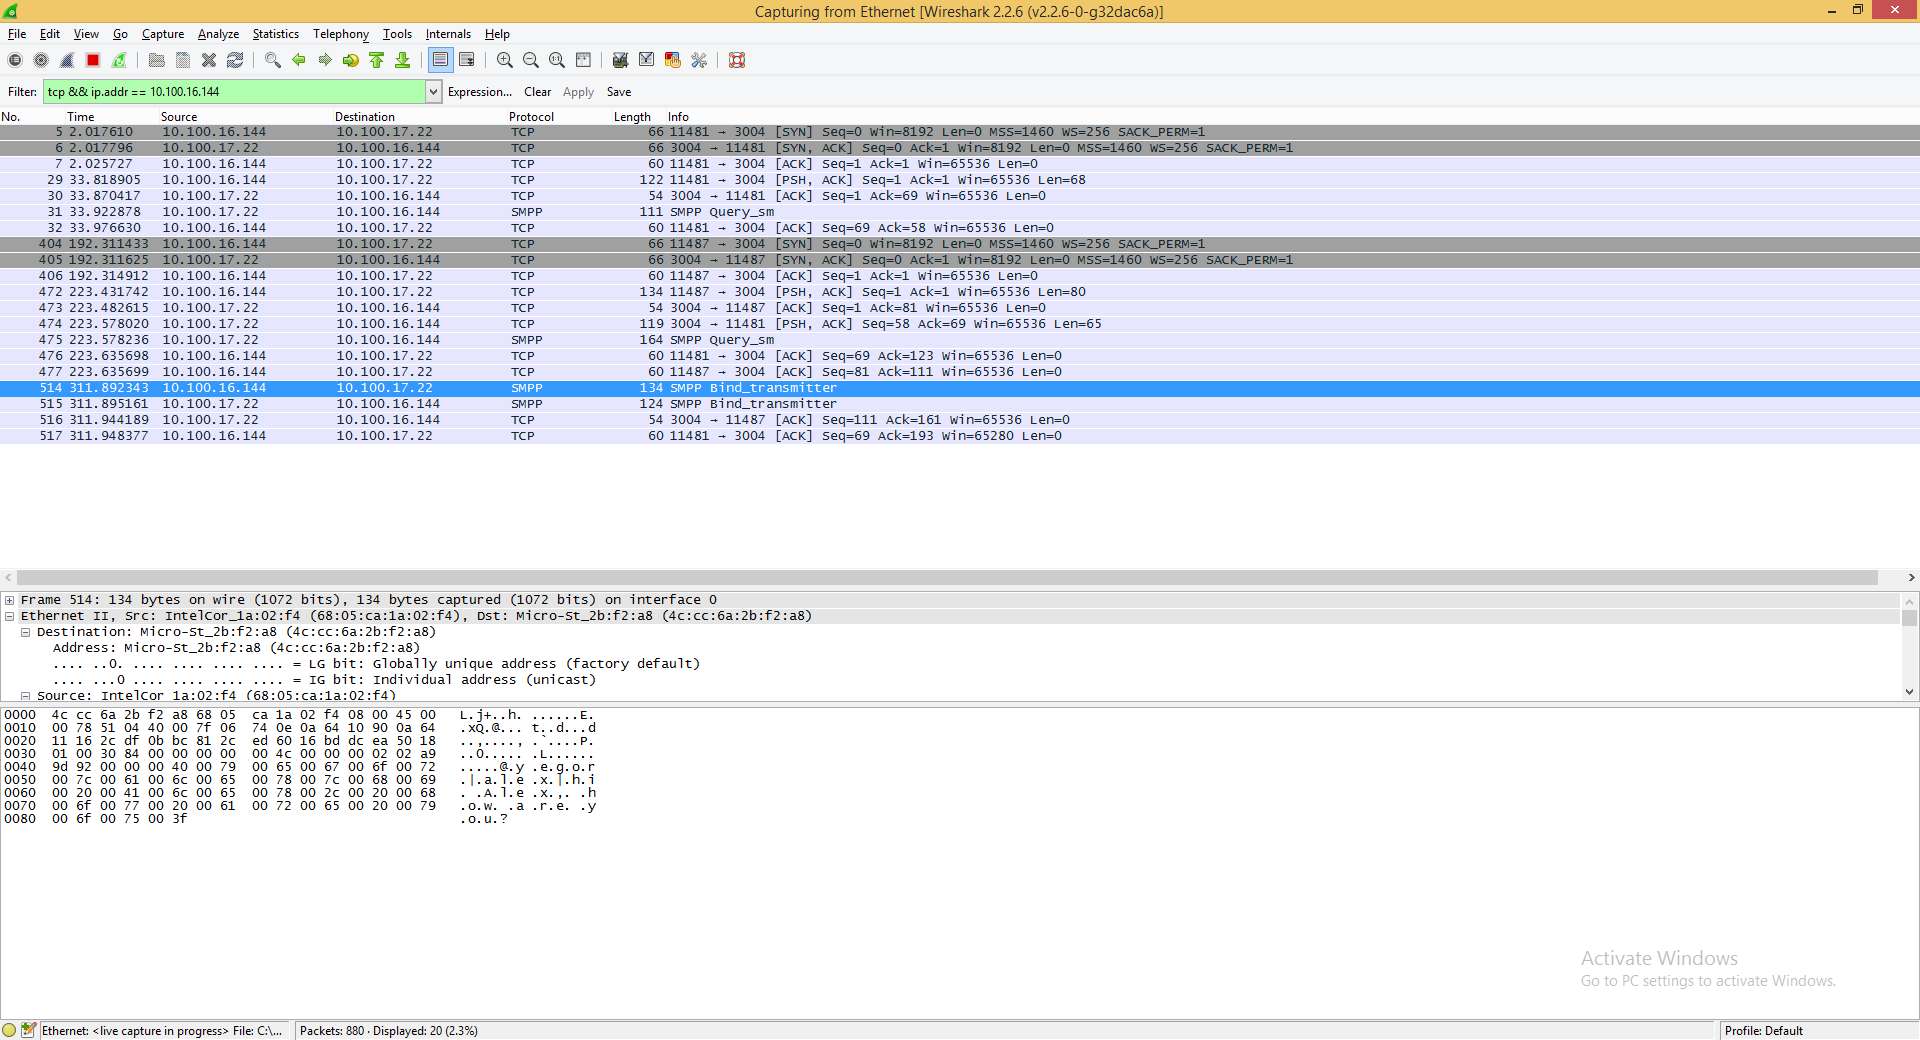 Capturing from Ethernet [Wireshark 2.2.6 (v2.2.6-0-g32dac6a)]
File Edit View Go Capture Analyze Statistics Telephony Tools Internals Help
Filter: tcp && ip.addr == 10.100.16.144 Expression... Clear Apply Save
No. Time Source Destination Protocol Length Info
5 2.017610 10.100.16.144 10.100.17.22 TCP 66 11481 → 3004 [SYN] Seq=0 Win=8192 Len=0 MSS=1460 WS=256 SACK_PERM=1
6 2.017796 10.100.17.22 10.100.16.144 TCP 66 3004 → 11481 [SYN, ACK] Seq=0 Ack=1 Win=8192 Len=0 MSS=1460 WS=256 SACK_PERM=1
7 2.025727 10.100.16.144 10.100.17.22 TCP 60 11481 → 3004 [ACK] Seq=1 Ack=1 Win=65536 Len=0
29 33.818905 10.100.16.144 10.100.17.22 TCP 122 11481 → 3004 [PSH, ACK] Seq=1 Ack=1 Win=65536 Len=68
30 33.870417 10.100.17.22 10.100.16.144 TCP 54 3004 → 11481 [ACK] Seq=1 Ack=69 Win=65536 Len=0
31 33.922878 10.100.17.22 10.100.16.144 SMPP 111 SMPP Query_sm
32 33.976630 10.100.16.144 10.100.17.22 TCP 60 11481 → 3004 [ACK] Seq=69 Ack=58 Win=65536 Len=0
404 192.311433 10.100.16.144 10.100.17.22 TCP 66 11487 → 3004 [SYN] Seq=0 Win=8192 Len=0 MSS=1460 WS=256 SACK_PERM=1
405 192.311625 10.100.17.22 10.100.16.144 TCP 66 3004 → 11487 [SYN, ACK] Seq=0 Ack=1 Win=8192 Len=0 MSS=1460 WS=256 SACK_PERM=1
406 192.314912 10.100.16.144 10.100.17.22 TCP 60 11487 → 3004 [ACK] Seq=1 Ack=1 Win=65536 Len=0
472 223.431742 10.100.16.144 10.100.17.22 TCP 134 11487 → 3004 [PSH, ACK] Seq=1 Ack=1 Win=65536 Len=80
473 223.482615 10.100.17.22 10.100.16.144 TCP 54 3004 → 11487 [ACK] Seq=1 Ack=81 Win=65536 Len=0
474 223.578020 10.100.17.22 10.100.16.144 TCP 119 3004 → 11481 [PSH, ACK] Seq=58 Ack=69 Win=65536 Len=65
475 223.578236 10.100.17.22 10.100.16.144 SMPP 164 SMPP Query_sm
476 223.635698 10.100.16.144 10.100.17.22 TCP 60 11481 → 3004 [ACK] Seq=69 Ack=123 Win=65536 Len=0
477 223.635699 10.100.16.144 10.100.17.22 TCP 60 11487 → 3004 [ACK] Seq=81 Ack=111 Win=65536 Len=0
514 311.892343 10.100.16.144 10.100.17.22 SMPP 134 SMPP Bind_transmitter
515 311.895161 10.100.17.22 10.100.16.144 SMPP 124 SMPP Bind_transmitter
516 311.944189 10.100.17.22 10.100.16.144 TCP 54 3004 → 11487 [ACK] Seq=111 Ack=161 Win=65536 Len=0
517 311.948377 10.100.16.144 10.100.17.22 TCP 60 11481 → 3004 [ACK] Seq=69 Ack=193 Win=65280 Len=0
Frame 514: 134 bytes on wire (1072 bits), 134 bytes captured (1072 bits) on interface 0
Ethernet II, Src: IntelCor_1a:02:f4 (68:05:ca:1a:02:f4), Dst: Micro-St_2b:f2:a8 (4c:cc:6a:2b:f2:a8)
Destination: Micro-St_2b:f2:a8 (4c:cc:6a:2b:f2:a8)
Address: Micro-St_2b:f2:a8 (4c:cc:6a:2b:f2:a8)
.... ..0. .... .... .... .... = LG bit: Globally unique address (factory default)
.... ...0 .... .... .... .... = IG bit: Individual address (unicast)
Source: IntelCor_1a:02:f4 (68:05:ca:1a:02:f4)
0000 4c cc 6a 2b f2 a8 68 05 ca 1a 02 f4 08 00 45 00 L.j+..h. ......E.
0010 00 78 51 04 40 00 7f 06 74 0e 0a 64 10 90 0a 64 .xQ.@... t..d...d
0020 11 16 2c df 0b bc 81 2c ed 60 16 bd dc ea 50 18 ..,...., .`....P.
0030 01 00 30 84 00 00 00 00 00 4c 00 00 00 02 02 a9 ..0..... .L......
0040 9d 92 00 00 00 40 00 79 00 65 00 67 00 6f 00 72 .....@.y .e.g.o.r
0050 00 7c 00 61 00 6c 00 65 00 78 00 7c 00 68 00 69 .|.a.l.e .x.|.h.i
0060 00 20 00 41 00 6c 00 65 00 78 00 2c 00 20 00 68 . .A.l.e .x.,. .h
0070 00 6f 00 77 00 20 00 61 00 72 00 65 00 20 00 79 .o.w. .a .r.e. .y
0080 00 6f 00 75 00 3f .o.u.?
Activate Windows
Go to PC settings to activate Windows.
Ethernet: <live capture in progress> File: C:\... Packets: 880 · Displayed: 20 (2.3%) Profile: Default